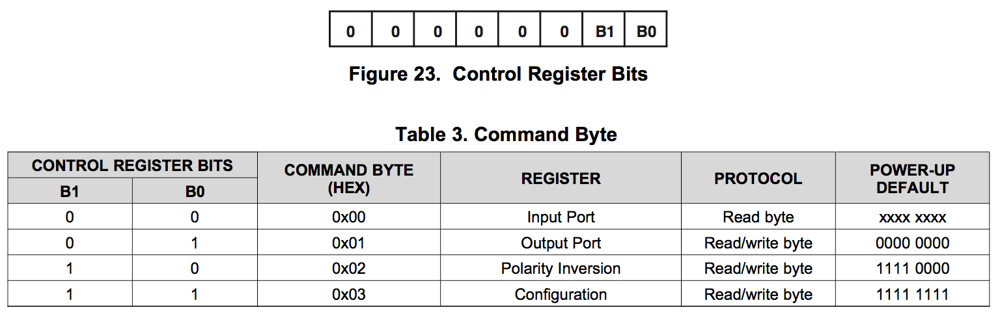 0 0 0 0 0 0 B1 B0
Figure 23. Control Register Bits
Table 3. Command Byte
CONTROL REGISTER BITS COMMAND BYTE (HEX) REGISTER PROTOCOL POWER-UP DEFAULT
B1 B0
0 0 0x00 Input Port Read byte xxxx xxxx
0 1 0x01 Output Port Read/write byte 0000 0000
1 0 0x02 Polarity Inversion Read/write byte 1111 0000
1 1 0x03 Configuration Read/write byte 1111 1111